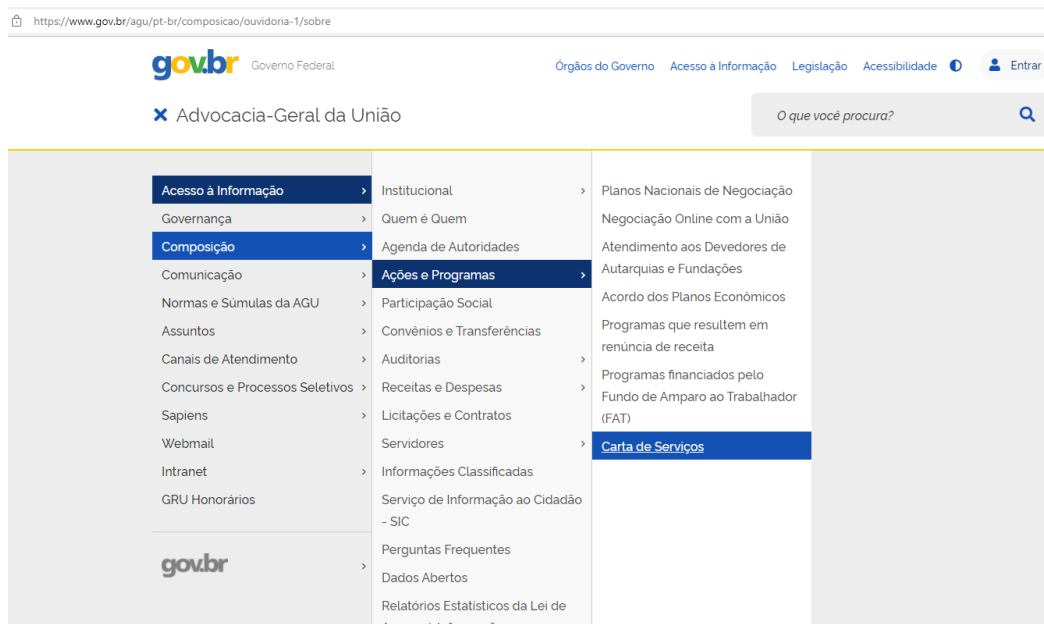 https://www.gov.br/agu/pt-br/composicao/ouvidoria-1/sobre
gov.br Governo Federal
Órgãos do Governo Acesso à Informação Legislação Acessibilidade Entrar
Advocacia-Geral da União
O que você procura?
Acesso à Informação
Governança
Composição
Comunicação
Normas e Súmulas da AGU
Assuntos
Canais de Atendimento
Concursos e Processos Seletivos
Sapiens
Webmail
Intranet
GRU Honorários
gov.br
Institucional
Quem é Quem
Agenda de Autoridades
Ações e Programas
Participação Social
Convênios e Transferências
Auditorias
Receitas e Despesas
Licitações e Contratos
Servidores
Informações Classificadas
Serviço de Informação ao Cidadão
- SIC
Perguntas Frequentes
Dados Abertos
Relatórios Estatísticos da Lei de
Planos Nacionais de Negociação
Negociação Online com a União
Atendimento aos Devedores de
Autarquias e Fundações
Acordo dos Planos Econômicos
Programas que resultem em
renúncia de receita
Programas financiados pelo
Fundo de Amparo ao Trabalhador
(FAT)
Carta de Serviços